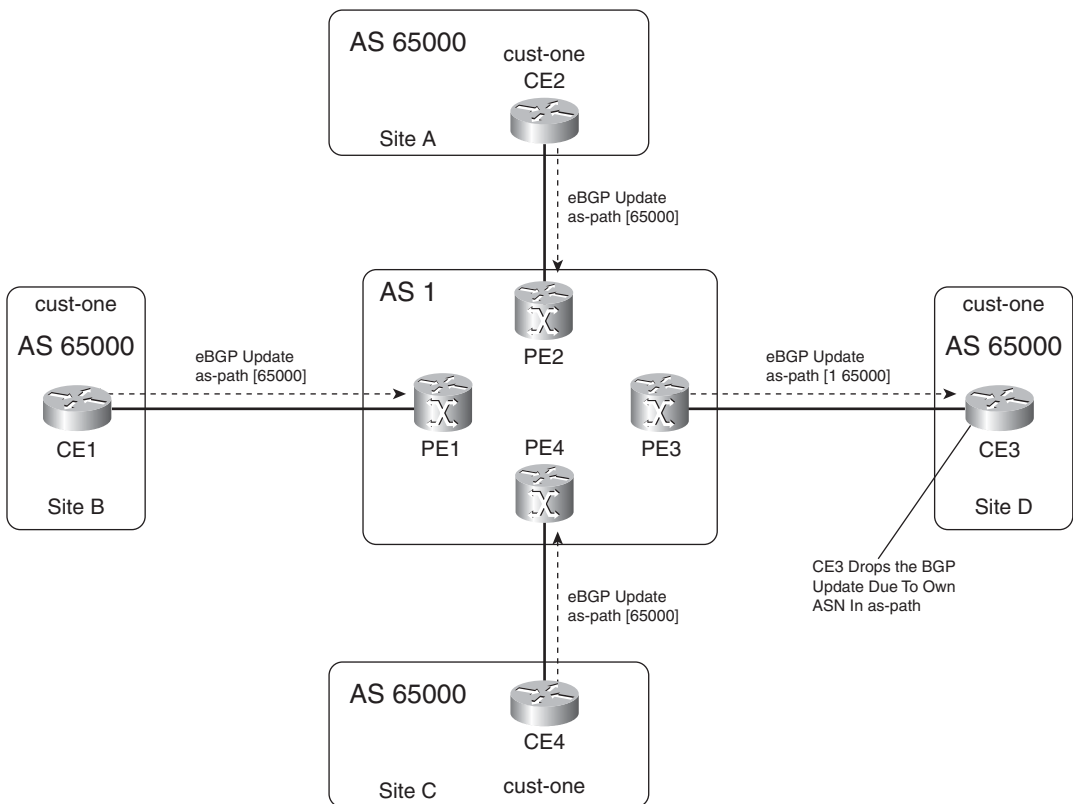 AS 65000
cust-one
CE2
Site A
eBGP Update
as-path [65000]
cust-one
AS 65000
CE1
Site B
eBGP Update
as-path [65000]
AS 1
PE2
PE1
PE4
PE3
eBGP Update
as-path [1 65000]
cust-one
AS 65000
CE3
Site D
CE3 Drops the BGP
Update Due To Own
ASN In as-path
eBGP Update
as-path [65000]
AS 65000
CE4
Site C
cust-one